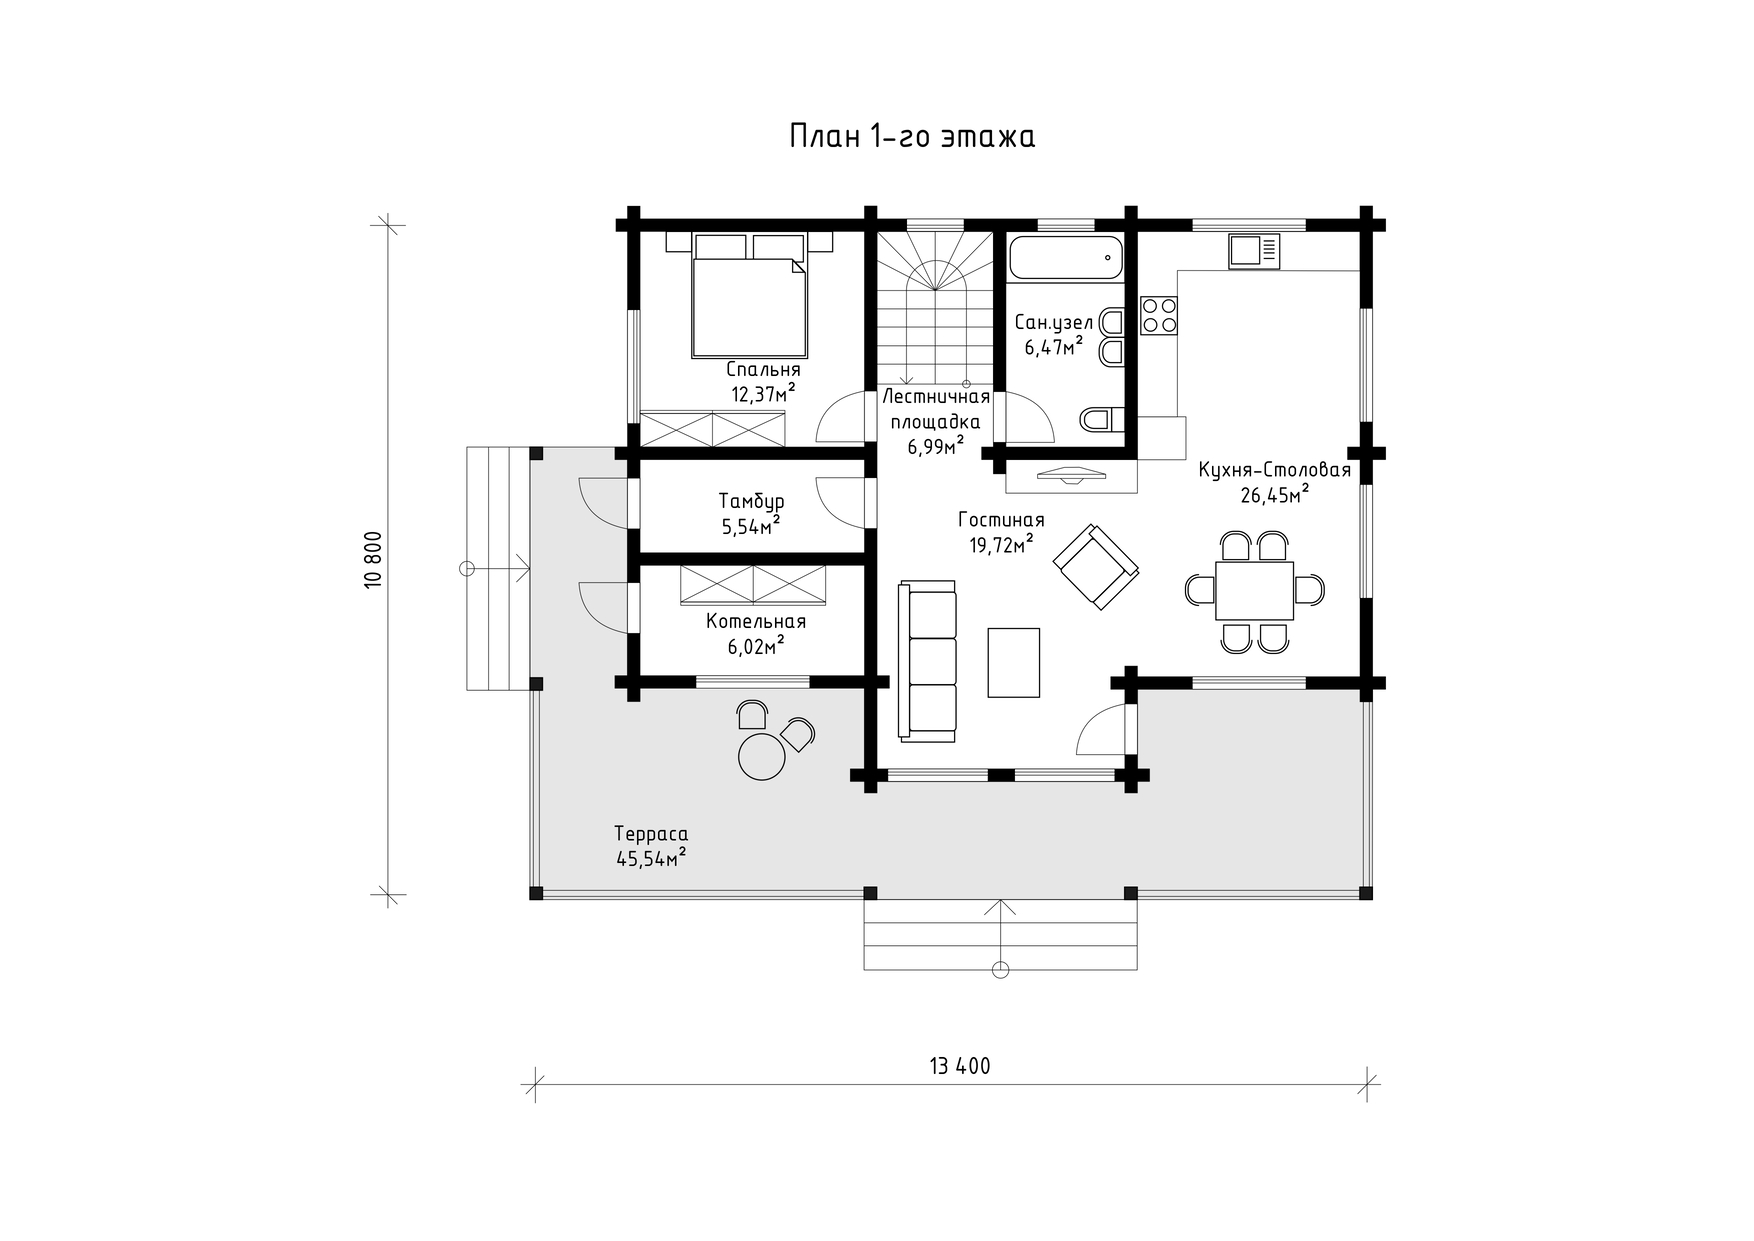 План 1-го этажа
Спальня
12,37м²
Лестничная
площадка
6,99м²
Сан.узел
6,47м²
Кухня-Столовая
26,45м²
Тамбур
5,54м²
Гостиная
19,72м²
Котельная
6,02м²
Терраса
45,54м²
10 800
13 400